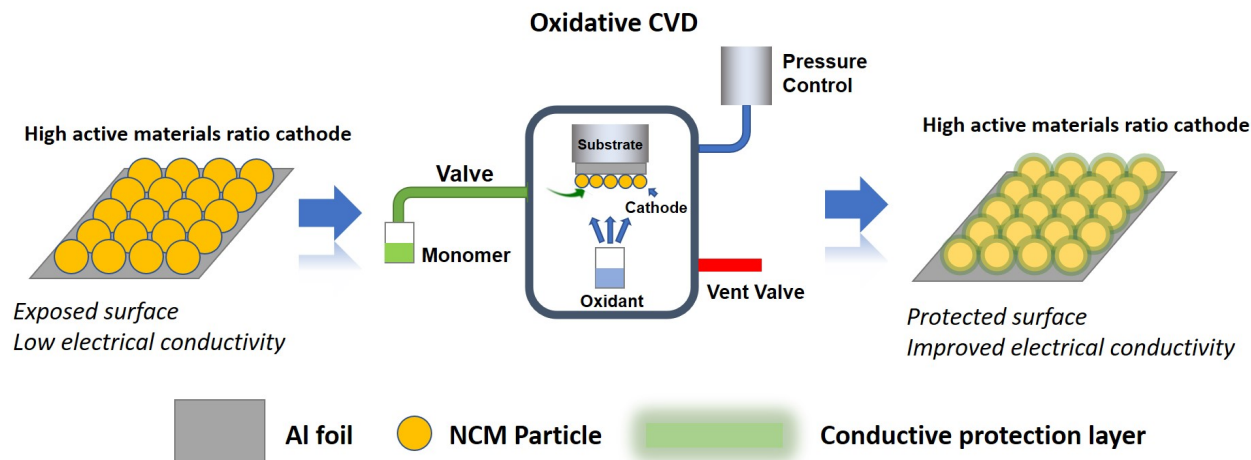 Oxidative CVD
Pressure
Control
High active materials ratio cathode
Substrate
High active materials ratio cathode
Valve
Cathode
Monomer
Oxidant
Vent Valve
Exposed surface
Low electrical conductivity
Protected surface
Improved electrical conductivity
Al foil
NCM Particle
Conductive protection layer